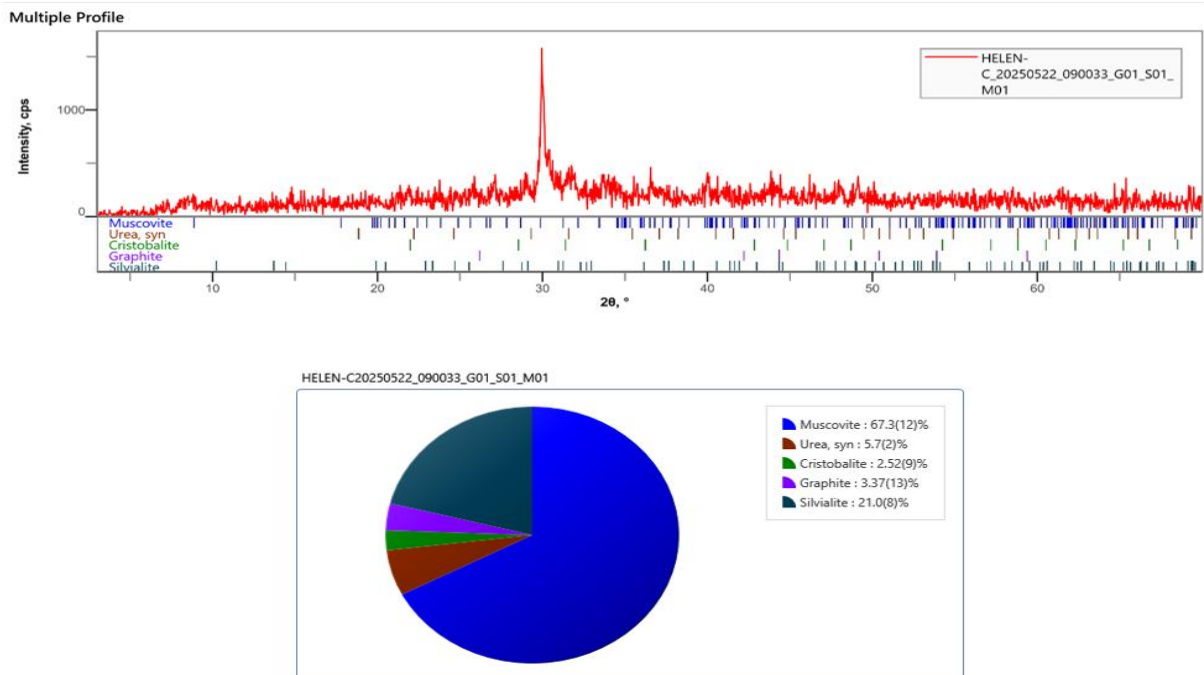 Multiple Profile
Intensity, cps
1000
0
HELEN-
C_20250522_090033_G01_S01_
M01
Muscovite
Urea, syn
Cristobalite
Graphite
Silvialite
10 20 30 40 50 60
2θ, °
HELEN-C20250522_090033_G01_S01_M01
Muscovite : 67.3(12)%
Urea, syn : 5.7(2)%
Cristobalite : 2.52(9)%
Graphite : 3.37(13)%
Silvialite : 21.0(8)%